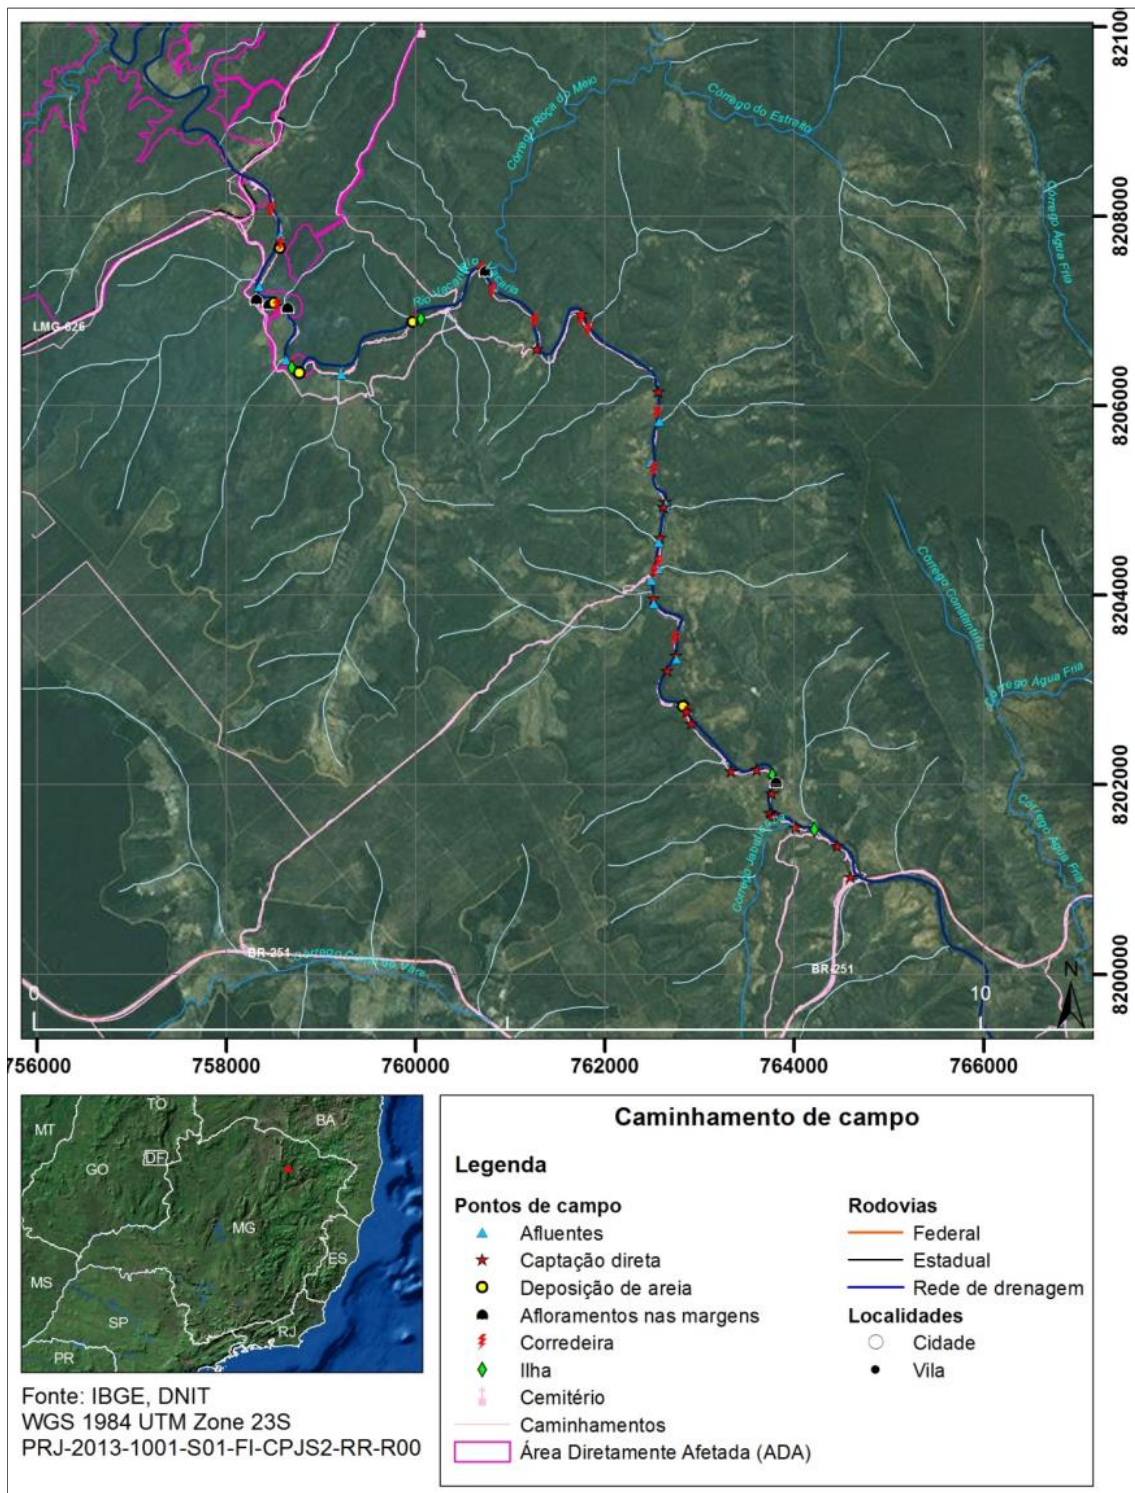 8210
Córrego Roça do Meio
Córrego do Estreito
Córrego Água Fria
8208000
Rio Vacaria
LMG-626
8206000
Córrego Constantino
8204000
Córrego Água Fria
8202000
Córrego Água Fria
BR-251
BR-251
8200000
N
0
10
756000
758000
760000
762000
764000
766000
TO
BA
MT
DF
GO
MG
ES
MS
SP
RJ
PR
Fonte: IBGE, DNIT
WGS 1984 UTM Zone 23S
PRJ-2013-1001-S01-FI-CPJS2-RR-R00
Caminhamento de campo
Legenda
Pontos de campo
Afluentes
Captação direta
Deposição de areia
Afloramentos nas margens
Corredeira
Ilha
Cemitério
Caminhamentos
Área Diretamente Afetada (ADA)
Rodovias
Federal
Estadual
Rede de drenagem
Localidades
Cidade
Vila